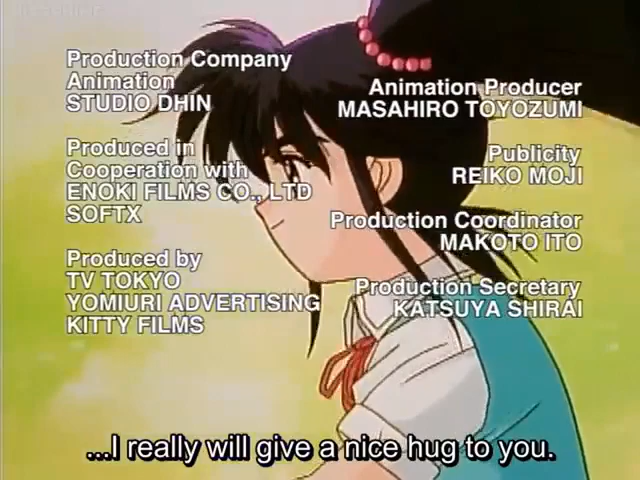 Production Company
Animation
STUDIO DHIN
Produced in
Cooperation with
ENOKI FILMS CO., LTD
SOFTX
Produced by
TV TOKYO
YOMIURI ADVERTISING
KITTY FILMS
Animation Producer
MASAHIRO TOYOZUMI
Publicity
REIKO MOJI
Production Coordinator
MAKOTO ITO
Production Secretary
KATSUYA SHIRAI
...I really will give a nice hug to you.